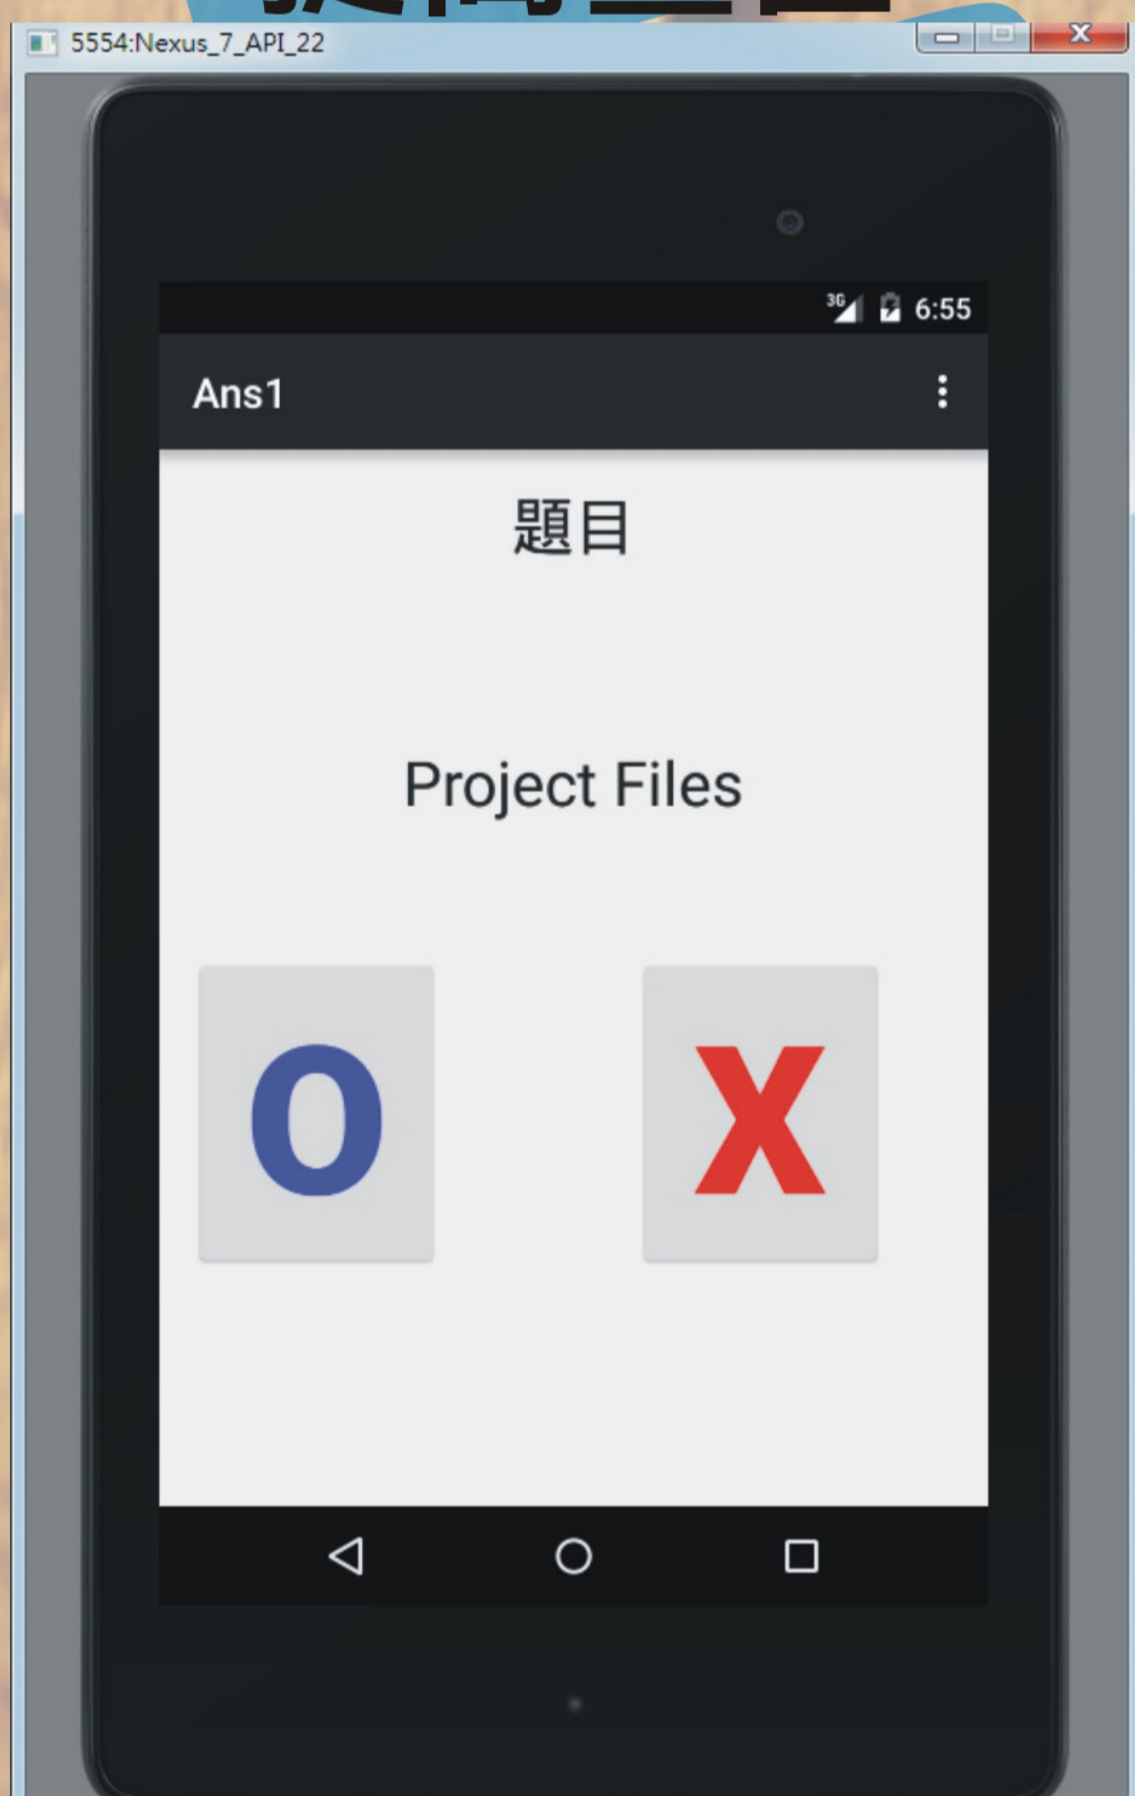 5554:Nexus_7_API_22
3G 6:55
Ans1
題目
Project Files
O X